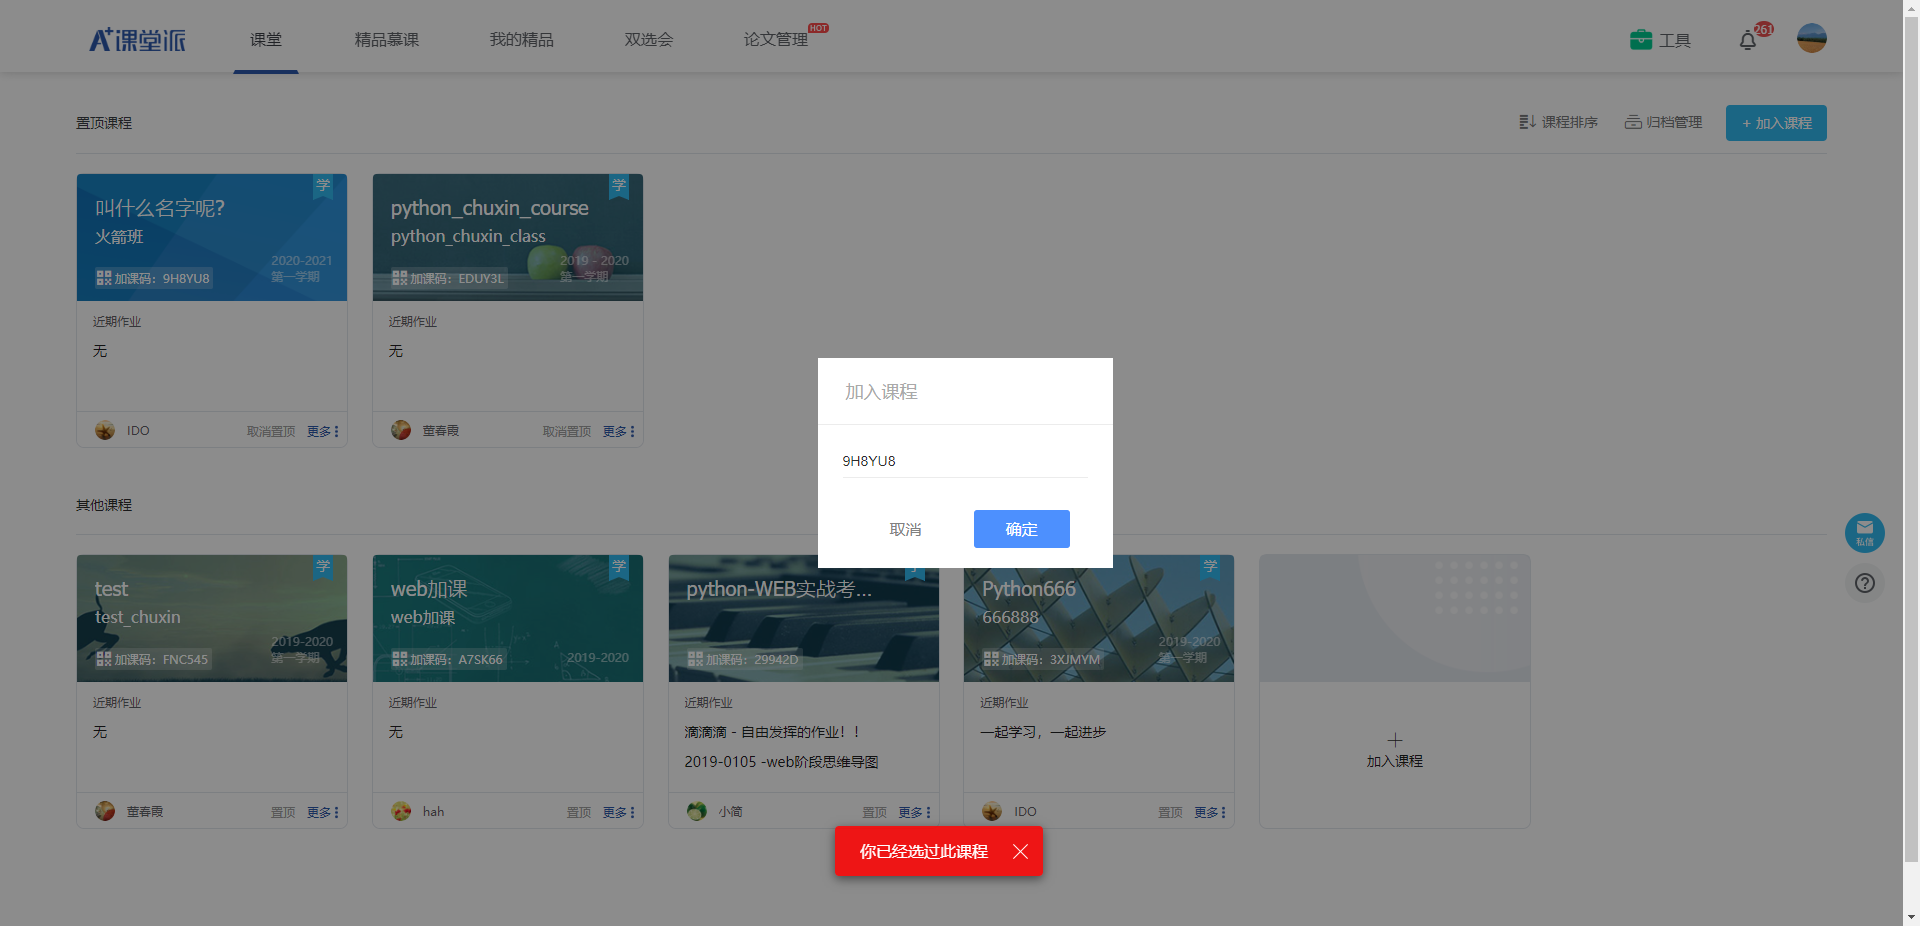 A+课堂派
课堂
精品慕课
我的精品
双选会
论文管理
HOT
工具
261
置顶课程
课程排序
归档管理
+ 加入课程
学
叫什么名字呢?
火箭班
2020-2021
第一学期
加课码：9H8YU8
近期作业
无
IDO
取消置顶
更多
学
python_chuxin_course
python_chuxin_class
2019 - 2020
第一学期
加课码：EDUY3L
近期作业
无
董春霞
取消置顶
更多
加入课程
9H8YU8
取消
确定
其他课程
私信
学
test
test_chuxin
2019-2020
第一学期
加课码：FNC545
近期作业
无
董春霞
置顶
更多
学
web加课
web加课
加课码：A7SK66
2019-2020
近期作业
无
hah
置顶
更多
python-WEB实战考...
加课码：29942D
近期作业
滴滴滴 - 自由发挥的作业！！
2019-0105 -web阶段思维导图
小简
置顶
更多
学
Python666
666888
2019-2020
第一学期
加课码：3XJMYM
近期作业
一起学习，一起进步
IDO
置顶
更多
加入课程
你已经选过此课程